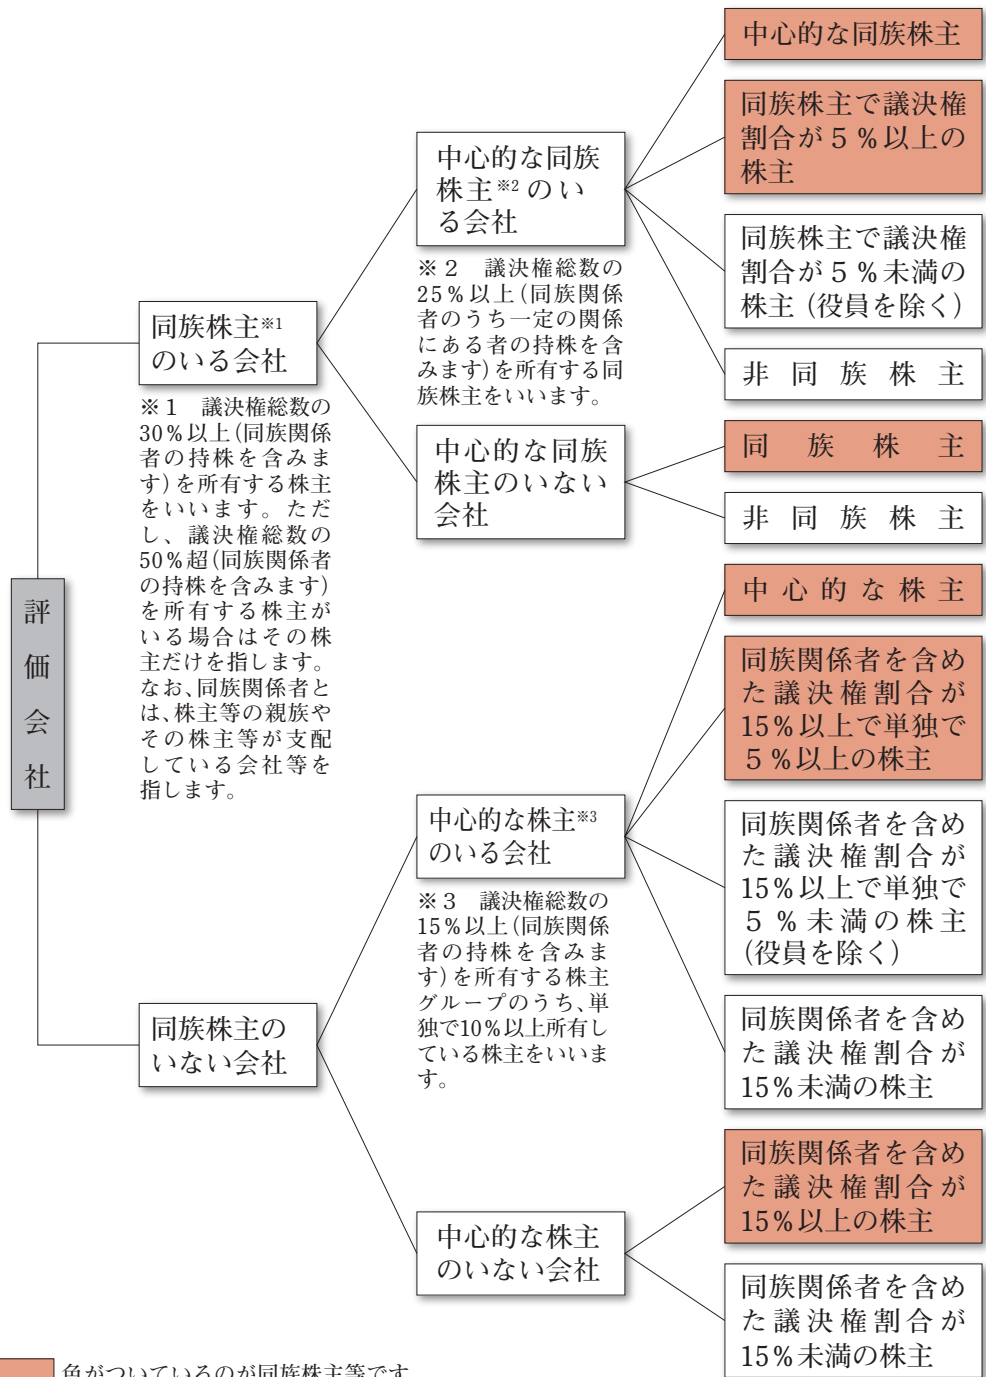 評価会社
同族株主※1
のいる会社
※1 議決権総数の
30%以上(同族関係
者の持株を含みま
す)を所有する株主
をいいます。ただ
し、議決権総数の
50%超(同族関係者
の持株を含みます)
を所有する株主が
いる場合はその株
主だけを指します。
なお、同族関係者と
は、株主等の親族や
その株主等が支配
している会社等を
指します。
同族株主の
いない会社
中心的な同族
株主※2のい
る会社
※2 議決権総数の
25%以上(同族関係
者のうち一定の関係
にある者の持株を含
みます)を所有する同
族株主をいいます。
中心的な同族
株主のいない
会社
中心的な株主※3
のいる会社
※3 議決権総数の
15%以上(同族関係
者の持株を含みま
す)を所有する株主
グループのうち、単
独で10%以上所有し
ている株主をいいま
す。
中心的な株主
のいない会社
中心的な同族株主
同族株主で議決権
割合が5%以上の
株主
同族株主で議決権
割合が5%未満の
株主(役員を除く)
非同族株主
同族株主
非同族株主
中心的な株主
同族関係者を含め
た議決権割合が
15%以上で単独で
5%以上の株主
同族関係者を含め
た議決権割合が
15%以上で単独で
5%未満の株主
(役員を除く)
同族関係者を含め
た議決権割合が
15%未満の株主
同族関係者を含め
た議決権割合が
15%以上の株主
同族関係者を含め
た議決権割合が
15%未満の株主
色がついているのが同族株主等です